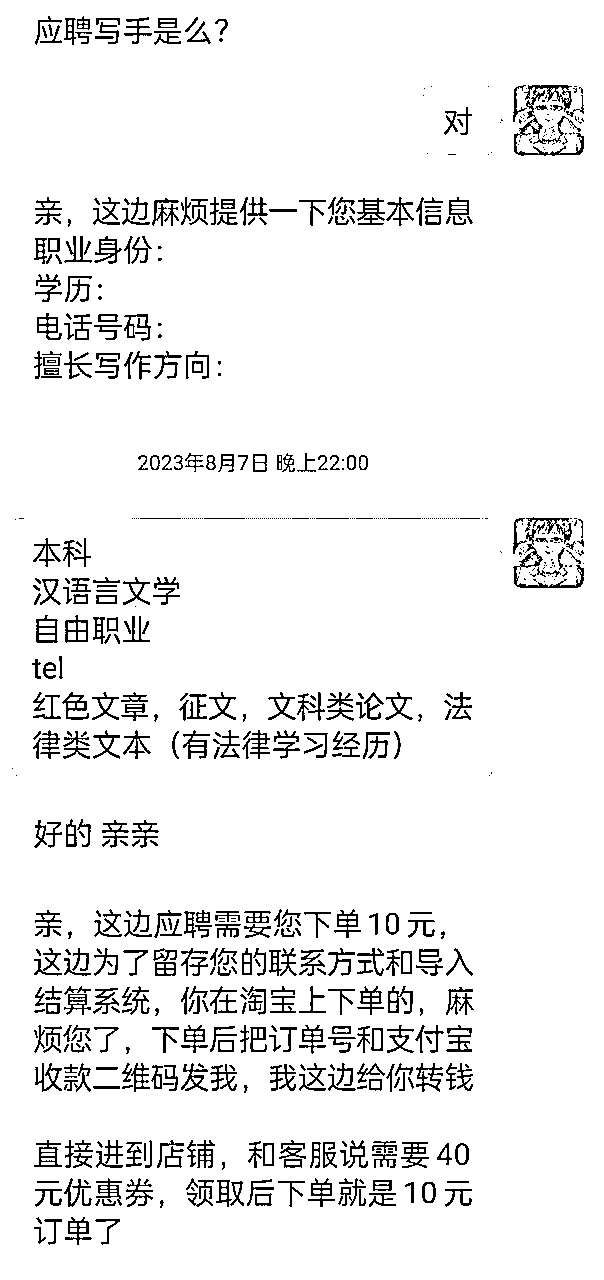 应聘写手是么？
对
亲，这边麻烦提供一下您基本信息
职业身份：
学历：
电话号码：
擅长写作方向：
2023年8月7日 晚上22:00
本科
汉语言文学
自由职业
tel
红色文章，征文，文科类论文，法
律类文本（有法律学习经历）
好的 亲亲
亲，这边应聘需要您下单10元，
这边为了留存您的联系方式和导入
结算系统，你在淘宝上下单的，麻
烦您了，下单后把订单号和支付宝
收款二维码发我，我这边给你转钱
直接进到店铺，和客服说需要40
元优惠券，领取后下单就是10元
订单了